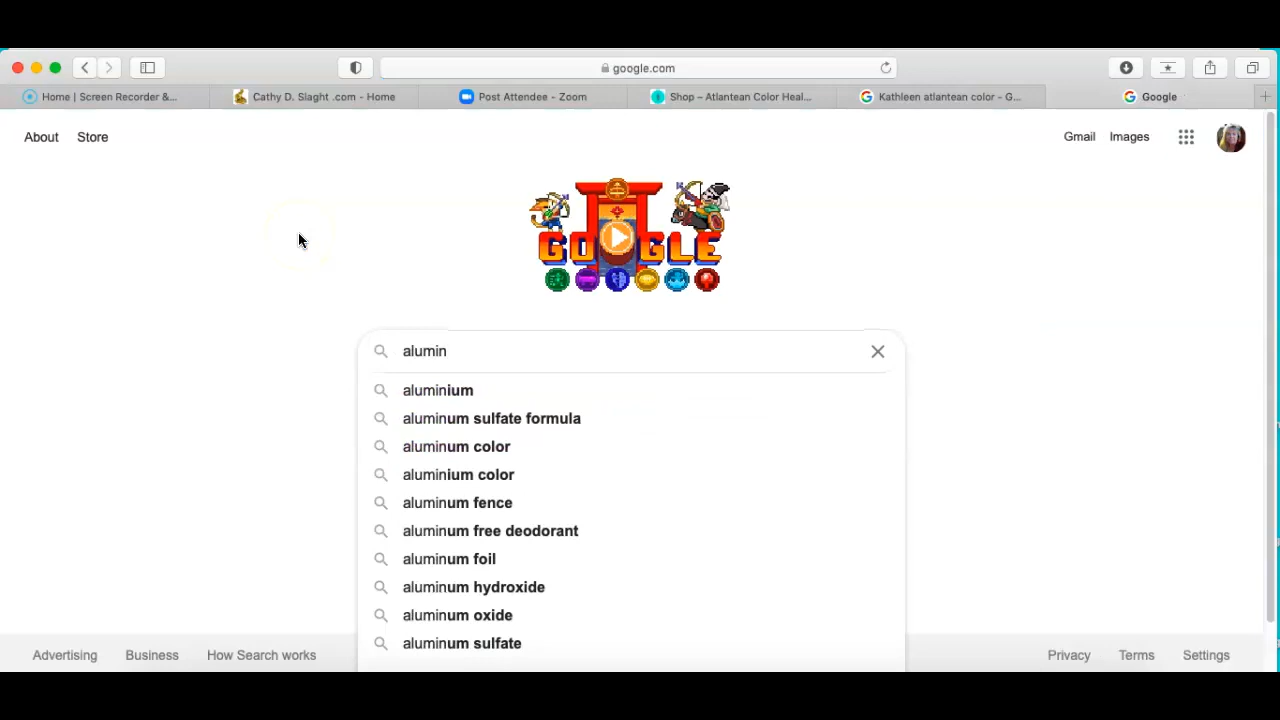 google.com
Home | Screen Recorder &...
Cathy D. Slaght .com - Home
Post Attendee - Zoom
Shop – Atlantean Color Heal...
Kathleen atlantean color - G...
Google
About
Store
Gmail
Images
GOOGLE
alumin
aluminium
aluminum sulfate formula
aluminum color
aluminium color
aluminum fence
aluminum free deodorant
aluminum foil
aluminum hydroxide
aluminum oxide
aluminum sulfate
Advertising
Business
How Search works
Privacy
Terms
Settings